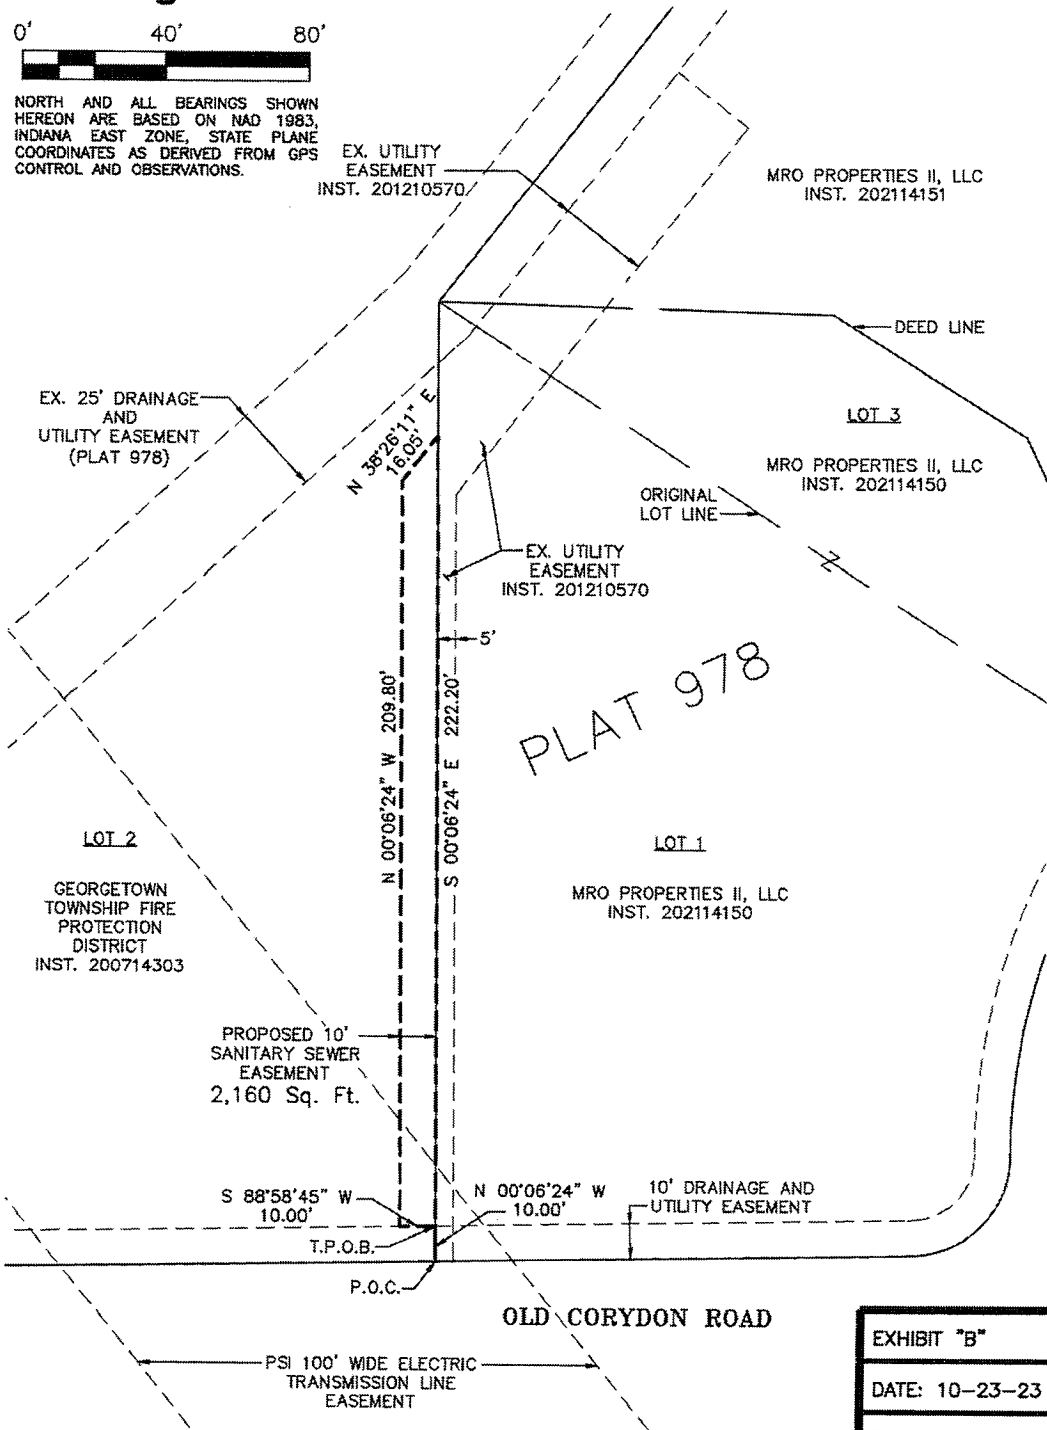 0' 40' 80'
NORTH AND ALL BEARINGS SHOWN
HEREON ARE BASED ON NAD 1983,
INDIANA EAST ZONE, STATE PLANE
COORDINATES AS DERIVED FROM GPS
CONTROL AND OBSERVATIONS.
EX. UTILITY
EASEMENT
INST. 201210570
MRO PROPERTIES II, LLC
INST. 202114151
DEED LINE
EX. 25' DRAINAGE
AND
UTILITY EASEMENT
(PLAT 978)
N 38°26'11" E
16.05'
LOT 3
MRO PROPERTIES II, LLC
INST. 202114150
ORIGINAL
LOT LINE
EX. UTILITY
EASEMENT
INST. 201210570
5'
PLAT 978
N 00°06'24" W 209.80'
S 00°06'24" E 222.20'
LOT 2
GEORGETOWN
TOWNSHIP FIRE
PROTECTION
DISTRICT
INST. 200714303
LOT 1
MRO PROPERTIES II, LLC
INST. 202114150
PROPOSED 10'
SANITARY SEWER
EASEMENT
2,160 Sq. Ft.
S 88°58'45" W
10.00'
N 00°06'24" W
10.00'
10' DRAINAGE AND
UTILITY EASEMENT
T.P.O.B.
P.O.C.
OLD CORYDON ROAD
PSI 100' WIDE ELECTRIC
TRANSMISSION LINE
EASEMENT
EXHIBIT "B"
DATE: 10-23-23